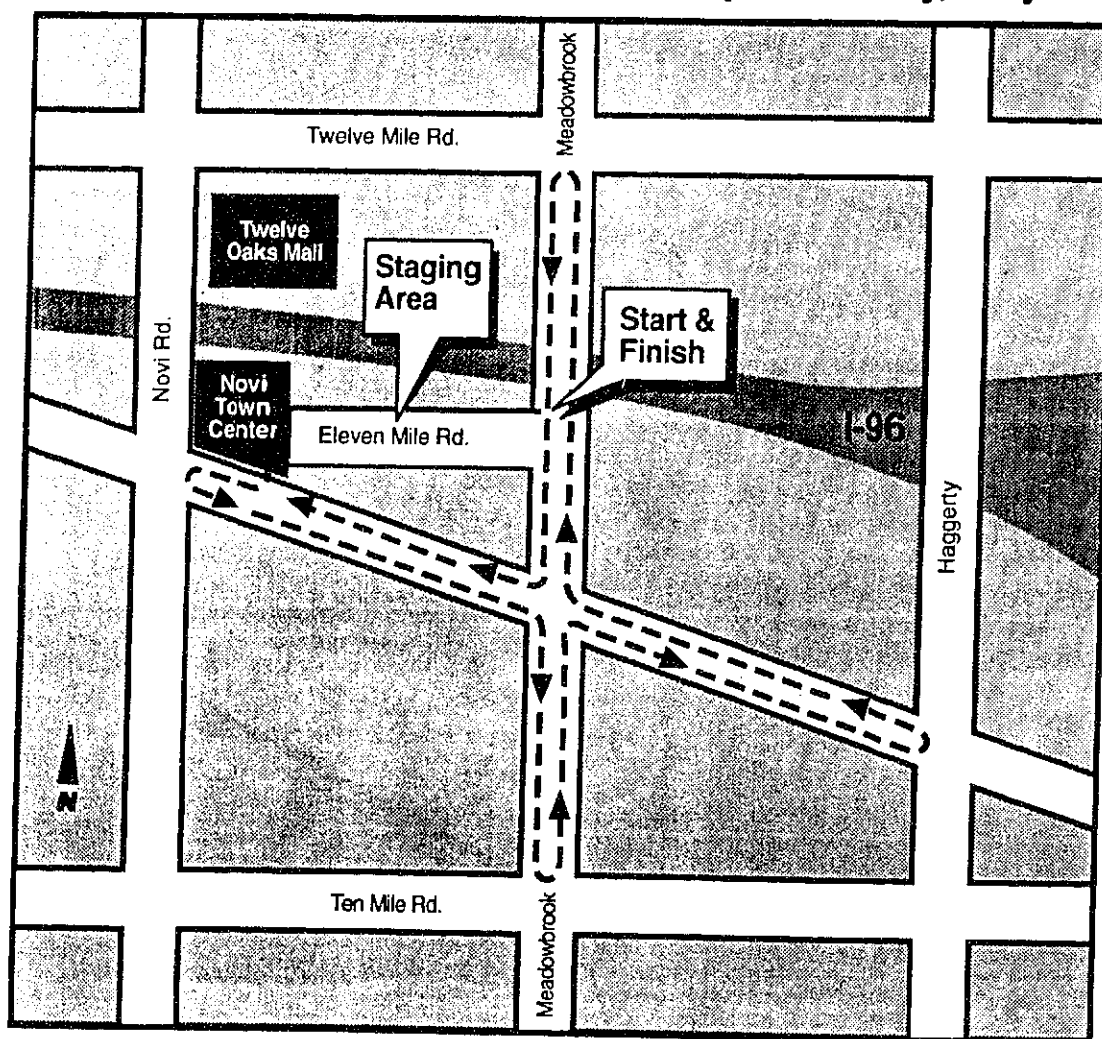 Meadowbrook
Twelve Mile Rd.
Twelve
Oaks Mall
Staging
Area
Start &
Finish
Novi Rd.
Novi
Town
Center
Eleven Mile Rd.
I-96
Haggerty
N
Ten Mile Rd.
Meadowbrook